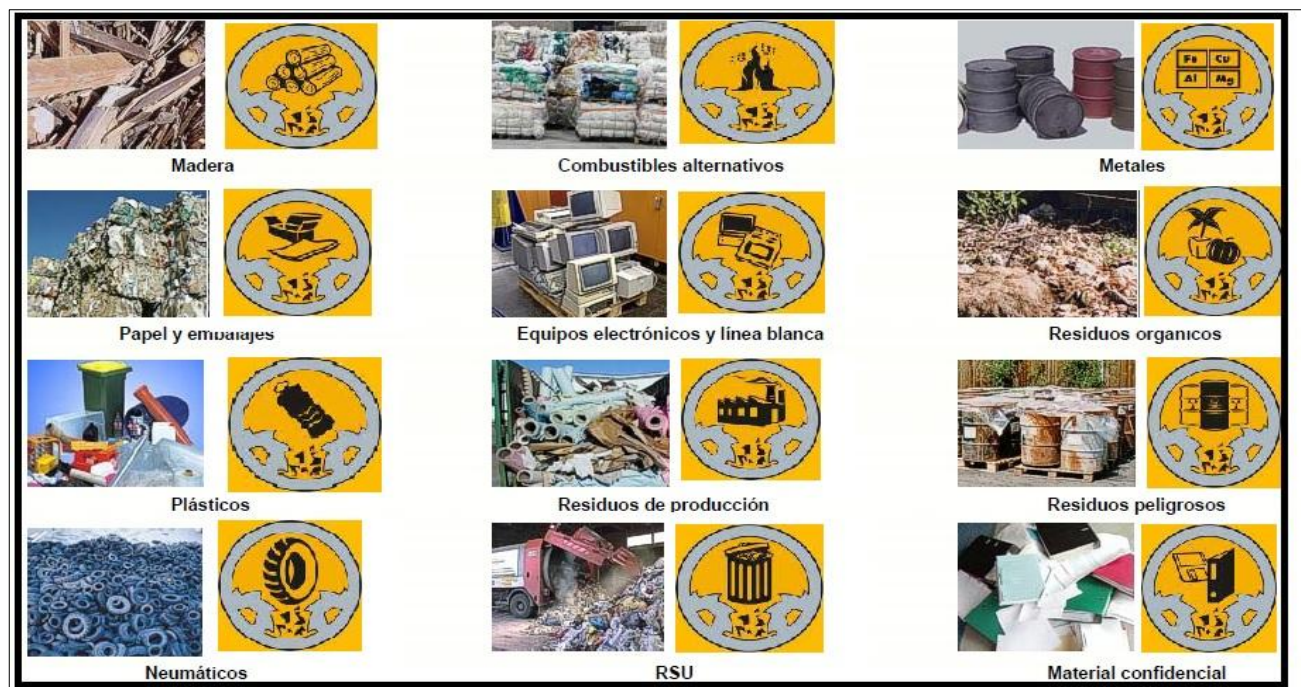 Fe Cu
Al Mg
Madera
Combustibles alternativos
Metales
Papel y embalajes
Equipos electrónicos y línea blanca
Residuos organicos
Plásticos
Residuos de producción
Residuos peligrosos
Neumáticos
RSU
Material confidencial